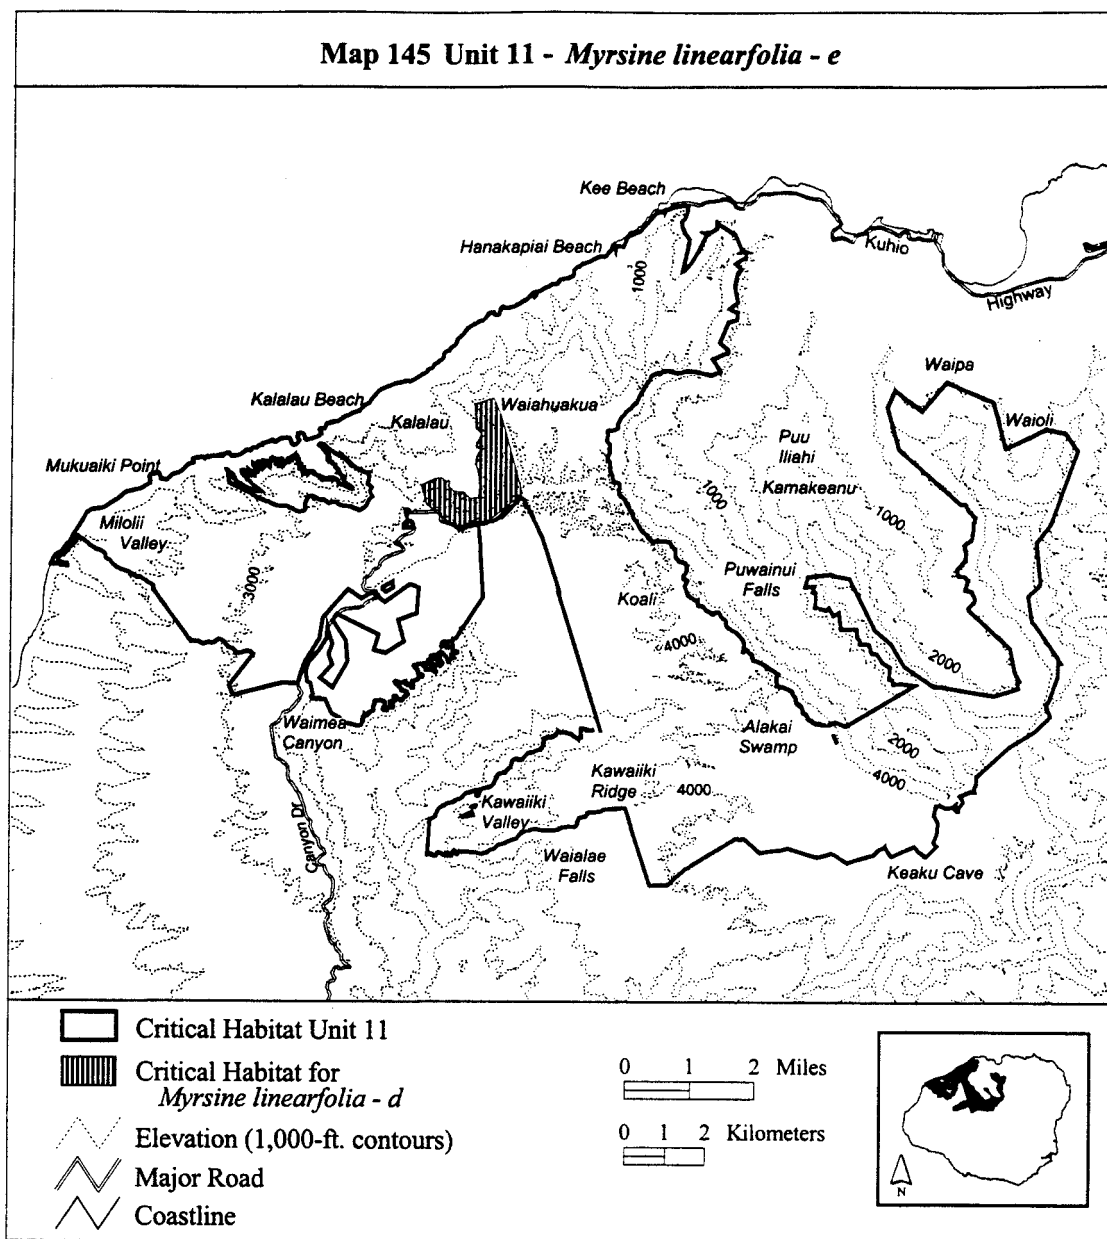 Map 145 Unit 11 - Myrsine linearfolia - e
Kee Beach
Hanakapiai Beach
Kuhio
Highway
1000
Waipa
Kalalau Beach
Kalalau
Waiahuakua
Waioli
Puu
Iliahi
Mukuaiki Point
Kamakeanu
1000
1000
Milolii
Valley
3000
Puwainui
Falls
Koali
4000
2000
Waimea
Canyon
Alakai
Swamp
2000
4000
Kawaiiki
Ridge
4000
Kawaiiki
Valley
Canyon Dr
Waialae
Falls
Keaku Cave
Critical Habitat Unit 11
Critical Habitat for
Myrsine linearfolia - d
Elevation (1,000-ft. contours)
Major Road
Coastline
0 1 2 Miles
0 1 2 Kilometers
N